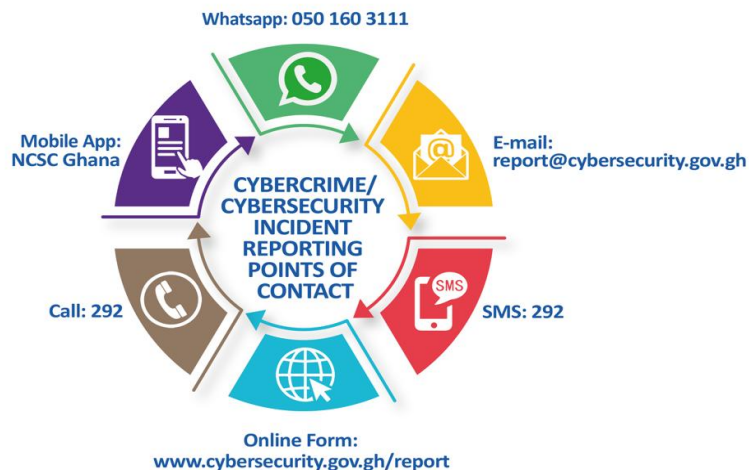 Whatsapp: 050 160 3111
E-mail:
report@cybersecurity.gov.gh
SMS
SMS: 292
Online Form:
www.cybersecurity.gov.gh/report
Call: 292
Mobile App:
NCSC Ghana
CYBERCRIME/
CYBERSECURITY
INCIDENT
REPORTING
POINTS OF
CONTACT
@